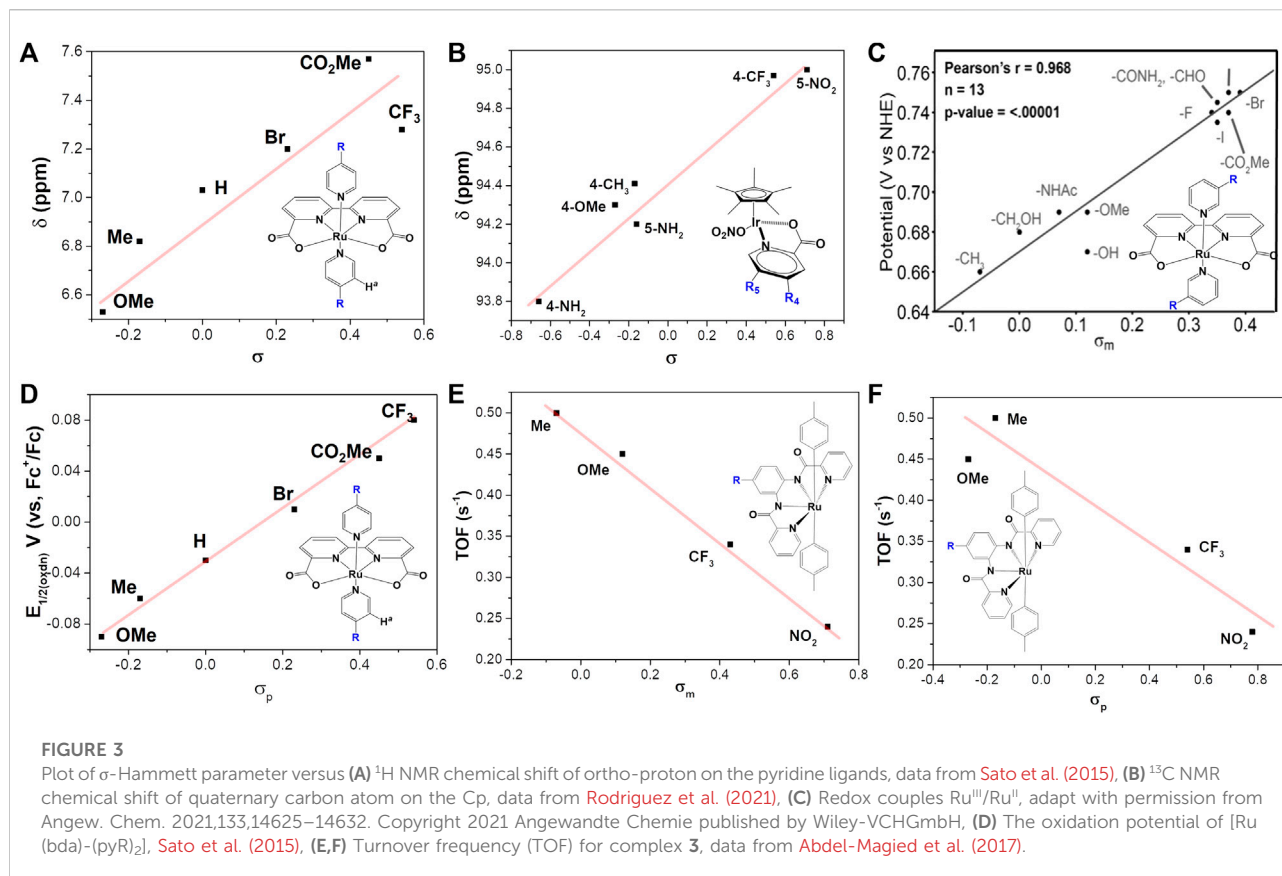 A
7.6
7.4
7.2
7.0
6.8
6.6
δ (ppm)
CO₂Me
CF₃
Br
H
Me
OMe
R
N
N
N
Ru
O
O
O
O
N
Hᵃ
R
-0.2
0.0
0.2
0.4
0.6
σ
B
95.0
94.8
94.6
94.4
94.2
94.0
93.8
δ (ppm)
4-CF₃
5-NO₂
4-CH₃
4-OMe
5-NH₂
4-NH₂
Ir
O₂NO
O
O
N
R₅
R₄
-0.8
-0.6
-0.4
-0.2
0.0
0.2
0.4
0.6
0.8
σ
C
Pearson's r = 0.968
n = 13
p-value = <.00001
0.76
0.74
0.72
0.70
0.68
0.66
0.64
Potential (V vs NHE)
-CONH₂, -CHO
-F
-Br
-I
-CO₂Me
-NHAc
-CH₂OH
-OMe
-OH
-CH₃
R
N
N
N
Ru
O
O
O
O
N
R
-0.1
0.0
0.1
0.2
0.3
0.4
σₘ
D
0.08
0.04
0.00
-0.04
-0.08
E₁/₂(oxdn) V (vs, Fc⁺/Fc)
CF₃
CO₂Me
Br
H
Me
OMe
R
N
N
N
Ru
O
O
O
O
N
Hᵃ
R
-0.2
0.0
0.2
0.4
0.6
σₚ
E
0.50
0.45
0.40
0.35
0.30
0.25
0.20
TOF (s⁻¹)
Me
OMe
CF₃
NO₂
O
R
N
N
N
Ru
O
N
-0.2
0.0
0.2
0.4
0.6
0.8
σₘ
F
0.50
0.45
0.40
0.35
0.30
0.25
0.20
TOF (s⁻¹)
Me
OMe
CF₃
NO₂
O
R
N
N
N
Ru
O
N
-0.4
-0.2
0.0
0.2
0.4
0.6
0.8
σₚ
FIGURE 3
Plot of σ-Hammett parameter versus (A) ¹H NMR chemical shift of ortho-proton on the pyridine ligands, data from Sato et al. (2015), (B) ¹³C NMR
chemical shift of quaternary carbon atom on the Cp, data from Rodriguez et al. (2021), (C) Redox couples Ruᴵᴵᴵ/Ruᴵᴵ, adapt with permission from
Angew. Chem. 2021,133,14625–14632. Copyright 2021 Angewandte Chemie published by Wiley-VCHGmbH, (D) The oxidation potential of [Ru
(bda)-(pyR)₂], Sato et al. (2015), (E,F) Turnover frequency (TOF) for complex 3, data from Abdel-Magied et al. (2017).